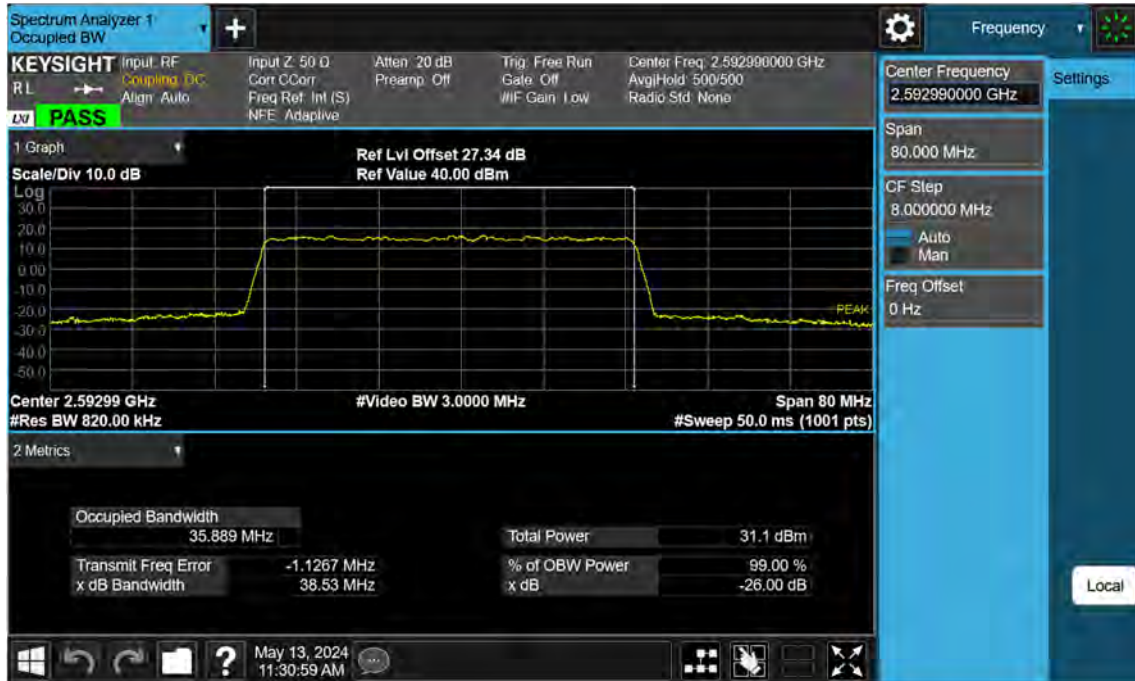 Spectrum Analyzer 1
Occupied BW
+
Frequency
KEYSIGHT
RL
LXI PASS
Input: RF
Coupling: DC
Align: Auto
Input Z: 50 Ω
Corr CCorr
Freq Ref: Int (S)
NFE: Adaptive
Atten: 20 dB
Preamp: Off
Trig: Free Run
Gate: Off
#IF Gain: Low
Center Freq: 2.592990000 GHz
Avg|Hold: 500/500
Radio Std: None
Center Frequency
2.592990000 GHz
Settings
Span
80.000 MHz
CF Step
8.000000 MHz
Auto
Man
Freq Offset
0 Hz
1 Graph
Scale/Div 10.0 dB
Ref Lvl Offset 27.34 dB
Ref Value 40.00 dBm
Log
30.0
20.0
10.0
0.00
-10.0
-20.0
-30.0
-40.0
-50.0
PEAK
Center 2.59299 GHz
#Res BW 820.00 kHz
#Video BW 3.0000 MHz
Span 80 MHz
#Sweep 50.0 ms (1001 pts)
2 Metrics
Occupied Bandwidth
35.889 MHz
Total Power 31.1 dBm
Transmit Freq Error -1.1267 MHz
% of OBW Power 99.00 %
x dB Bandwidth 38.53 MHz
x dB -26.00 dB
Local
?
May 13, 2024
11:30:59 AM